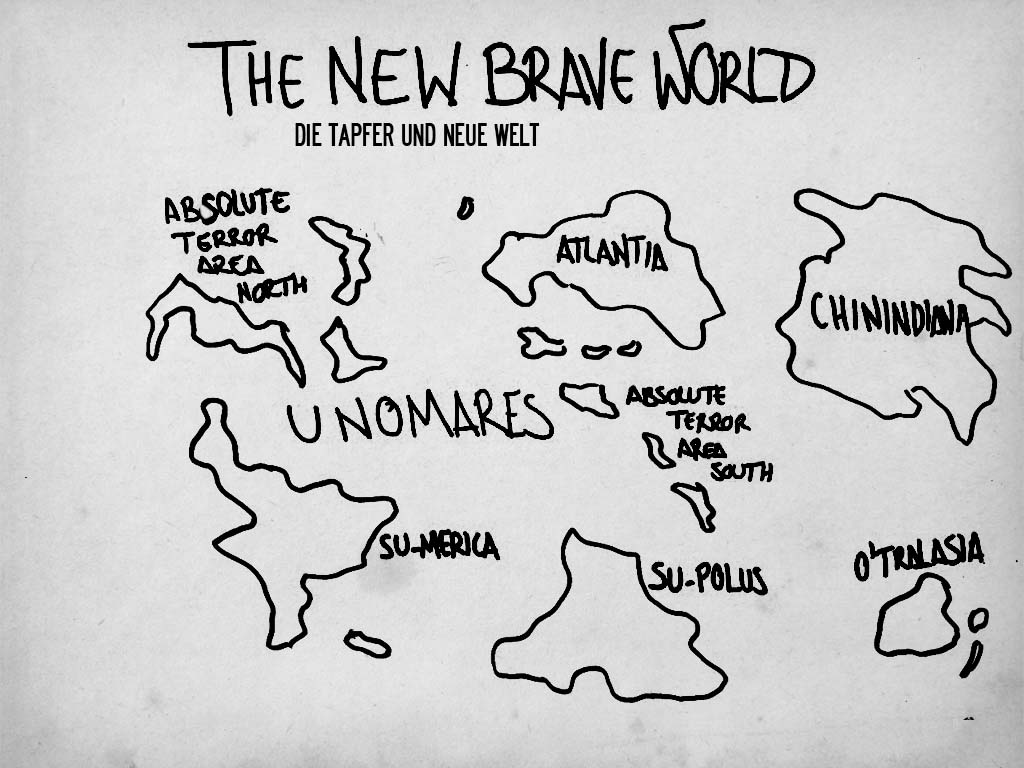 THE NEW BRAVE WORLD
DIE TAPFER UND NEUE WELT
ABSOLUTE
TERROR
AREA
NORTH
ATLANTIA
CHININDIANA
UNOMARES
ABSOLUTE
TERROR
AREA
SOUTH
SU-MERICA
SU-POLUS
O'TRALASIA